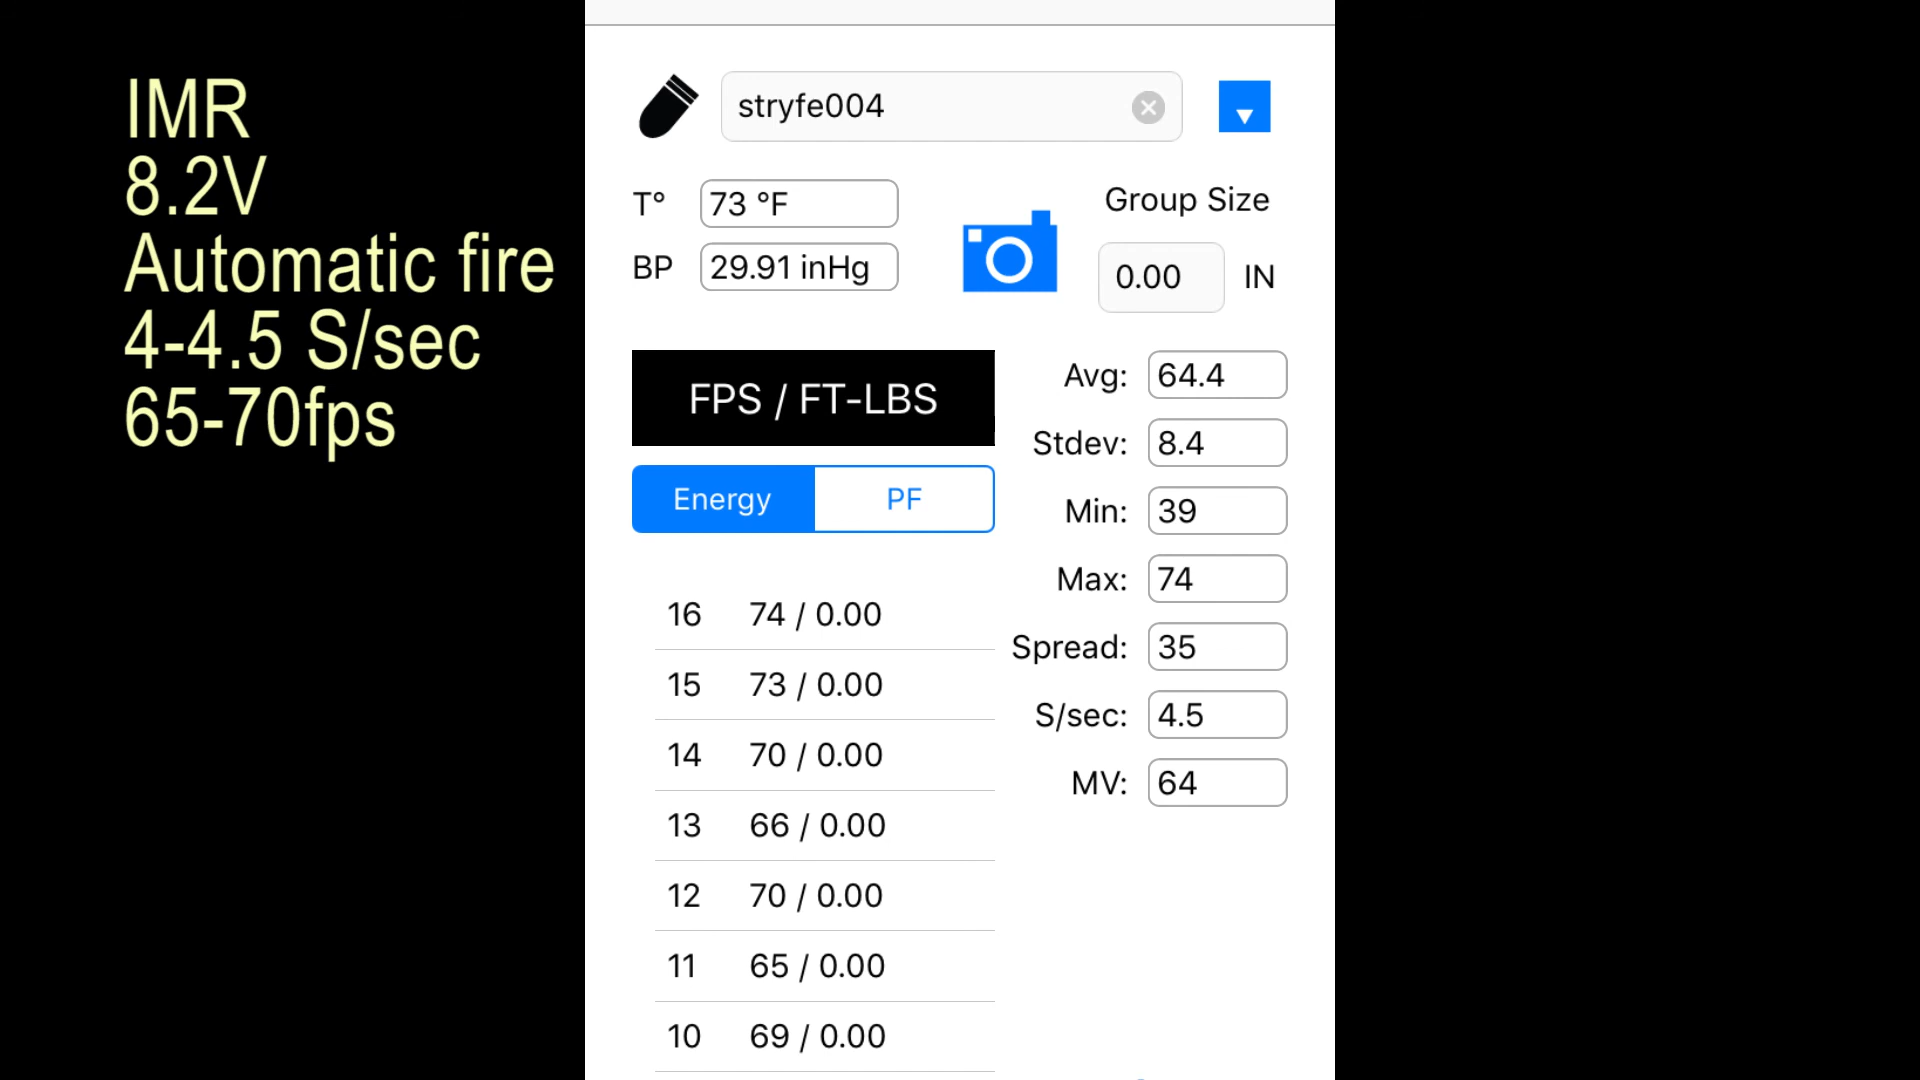 IMR
8.2V
Automatic fire
4-4.5 S/sec
65-70fps
stryfe004
T° 73 °F
BP 29.91 inHg
Group Size
0.00 IN
FPS / FT-LBS
Energy PF
16 74 / 0.00
15 73 / 0.00
14 70 / 0.00
13 66 / 0.00
12 70 / 0.00
11 65 / 0.00
10 69 / 0.00
Avg: 64.4
Stdev: 8.4
Min: 39
Max: 74
Spread: 35
S/sec: 4.5
MV: 64